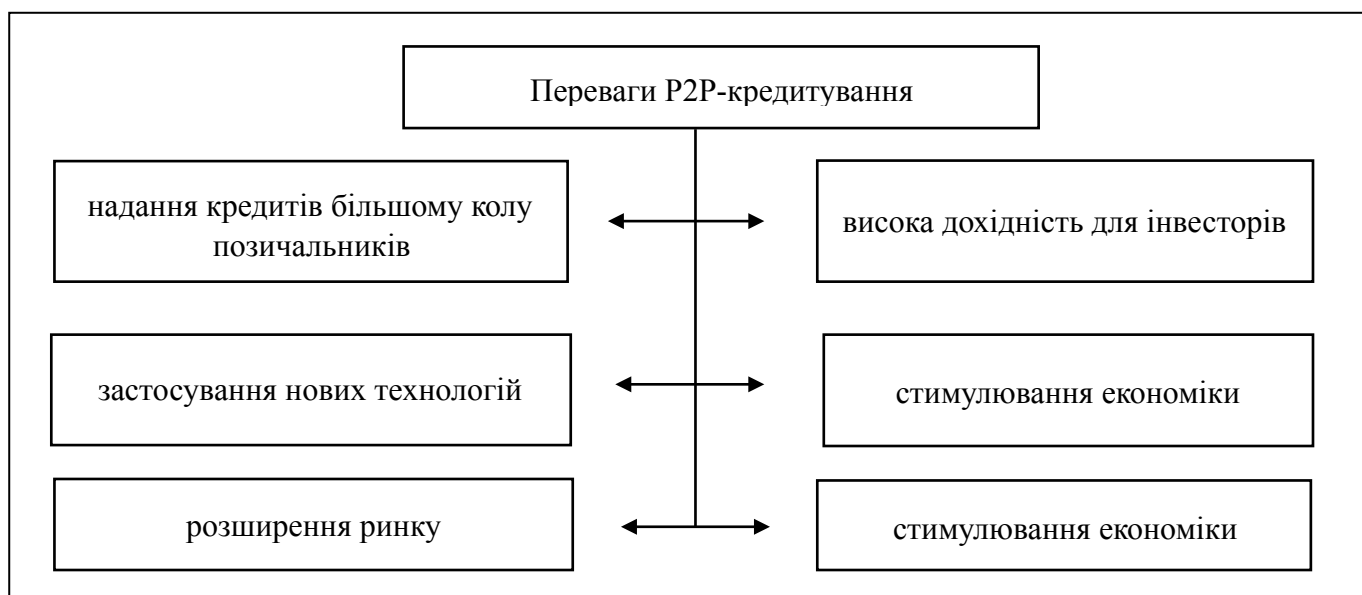 Переваги P2P-кредитування
надання кредитів більшому колу
позичальників
висока дохідність для інвесторів
застосування нових технологій
стимулювання економіки
розширення ринку
стимулювання економіки